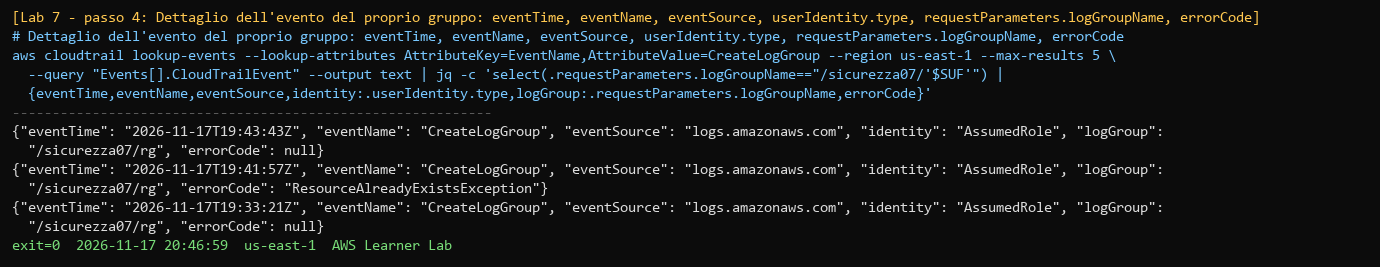 [Lab 7 - passo 4: Dettaglio dell'evento del proprio gruppo: eventTime, eventName, eventSource, userIdentity.type, requestParameters.logGroupName, errorCode]
# Dettaglio dell'evento del proprio gruppo: eventTime, eventName, eventSource, userIdentity.type, requestParameters.logGroupName, errorCode
aws cloudtrail lookup-events --lookup-attributes AttributeKey=EventName,AttributeValue=CreateLogGroup --region us-east-1 --max-results 5 \
  --query "Events[].CloudTrailEvent" --output text | jq -c 'select(.requestParameters.logGroupName=="/sicurezza07/'$SUF'") |
  {eventTime,eventName,eventSource,identity:.userIdentity.type,logGroup:.requestParameters.logGroupName,errorCode}'
----------------------------------------------------------
{"eventTime": "2026-11-17T19:43:43Z", "eventName": "CreateLogGroup", "eventSource": "logs.amazonaws.com", "identity": "AssumedRole", "logGroup":
  "/sicurezza07/rg", "errorCode": null}
{"eventTime": "2026-11-17T19:41:57Z", "eventName": "CreateLogGroup", "eventSource": "logs.amazonaws.com", "identity": "AssumedRole", "logGroup":
  "/sicurezza07/rg", "errorCode": "ResourceAlreadyExistsException"}
{"eventTime": "2026-11-17T19:33:21Z", "eventName": "CreateLogGroup", "eventSource": "logs.amazonaws.com", "identity": "AssumedRole", "logGroup":
  "/sicurezza07/rg", "errorCode": null}
exit=0  2026-11-17 20:46:59  us-east-1  AWS Learner Lab